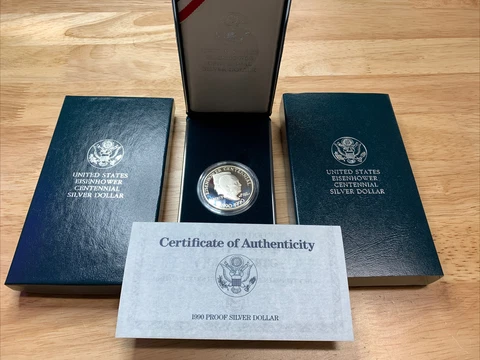 UNITED STATES
EISENHOWER
CENTENNIAL
SILVER DOLLAR
UNITED STATES
EISENHOWER
CENTENNIAL
SILVER DOLLAR
Certificate of Authenticity
1990 PROOF SILVER DOLLAR